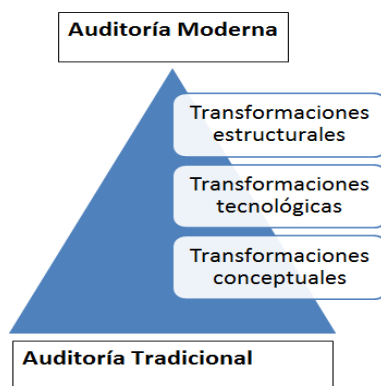 Auditoría Moderna
Transformaciones
estructurales
Transformaciones
tecnológicas
Transformaciones
conceptuales
Auditoría Tradicional